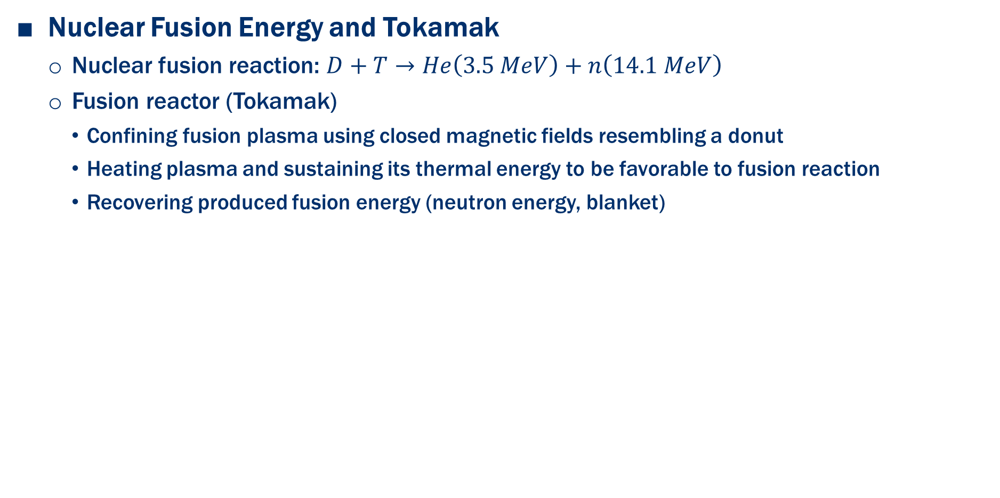 ■ Nuclear Fusion Energy and Tokamak
○ Nuclear fusion reaction: D + T → He(3.5 MeV) + n(14.1 MeV)
○ Fusion reactor (Tokamak)
• Confining fusion plasma using closed magnetic fields resembling a donut
• Heating plasma and sustaining its thermal energy to be favorable to fusion reaction
• Recovering produced fusion energy (neutron energy, blanket)